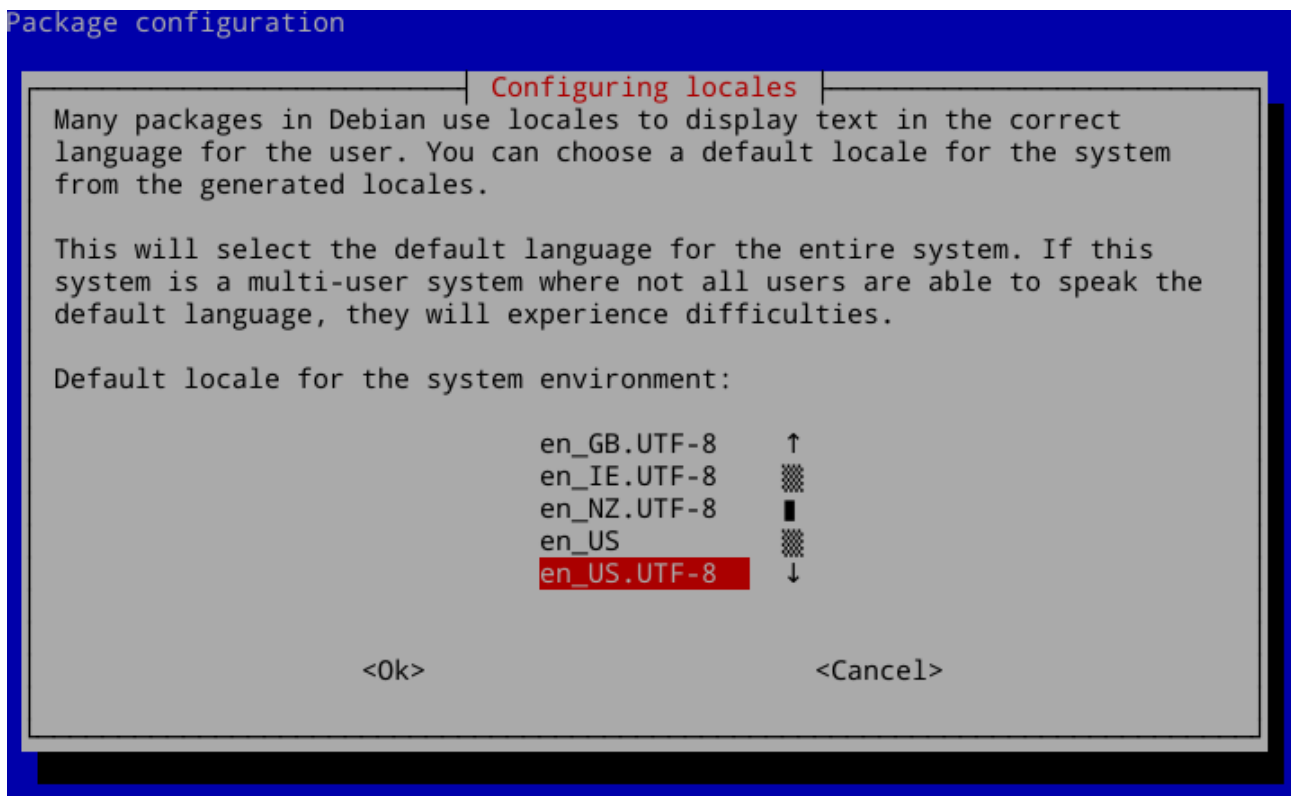 Package configuration
Configuring locales
Many packages in Debian use locales to display text in the correct
language for the user. You can choose a default locale for the system
from the generated locales.
This will select the default language for the entire system. If this
system is a multi-user system where not all users are able to speak the
default language, they will experience difficulties.
Default locale for the system environment:
en_GB.UTF-8
en_IE.UTF-8
en_NZ.UTF-8
en_US
en_US.UTF-8
<Ok> <Cancel>